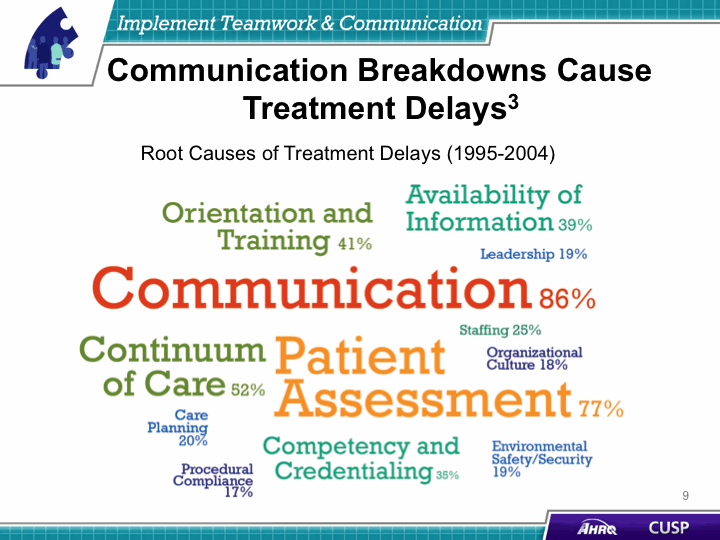 Implement Teamwork & Communication
Communication Breakdowns Cause
Treatment Delays3
Root Causes of Treatment Delays (1995-2004)
Orientation and
Training 41%
Availability of
Information 39%
Leadership 19%
Communication 86%
Staffing 25%
Continuum
of Care 52%
Patient
Assessment 77%
Organizational
Culture 18%
Care
Planning
20%
Competency and
Credentialing 35%
Environmental
Safety/Security
19%
Procedural
Compliance
17%
9
AHRQ
CUSP